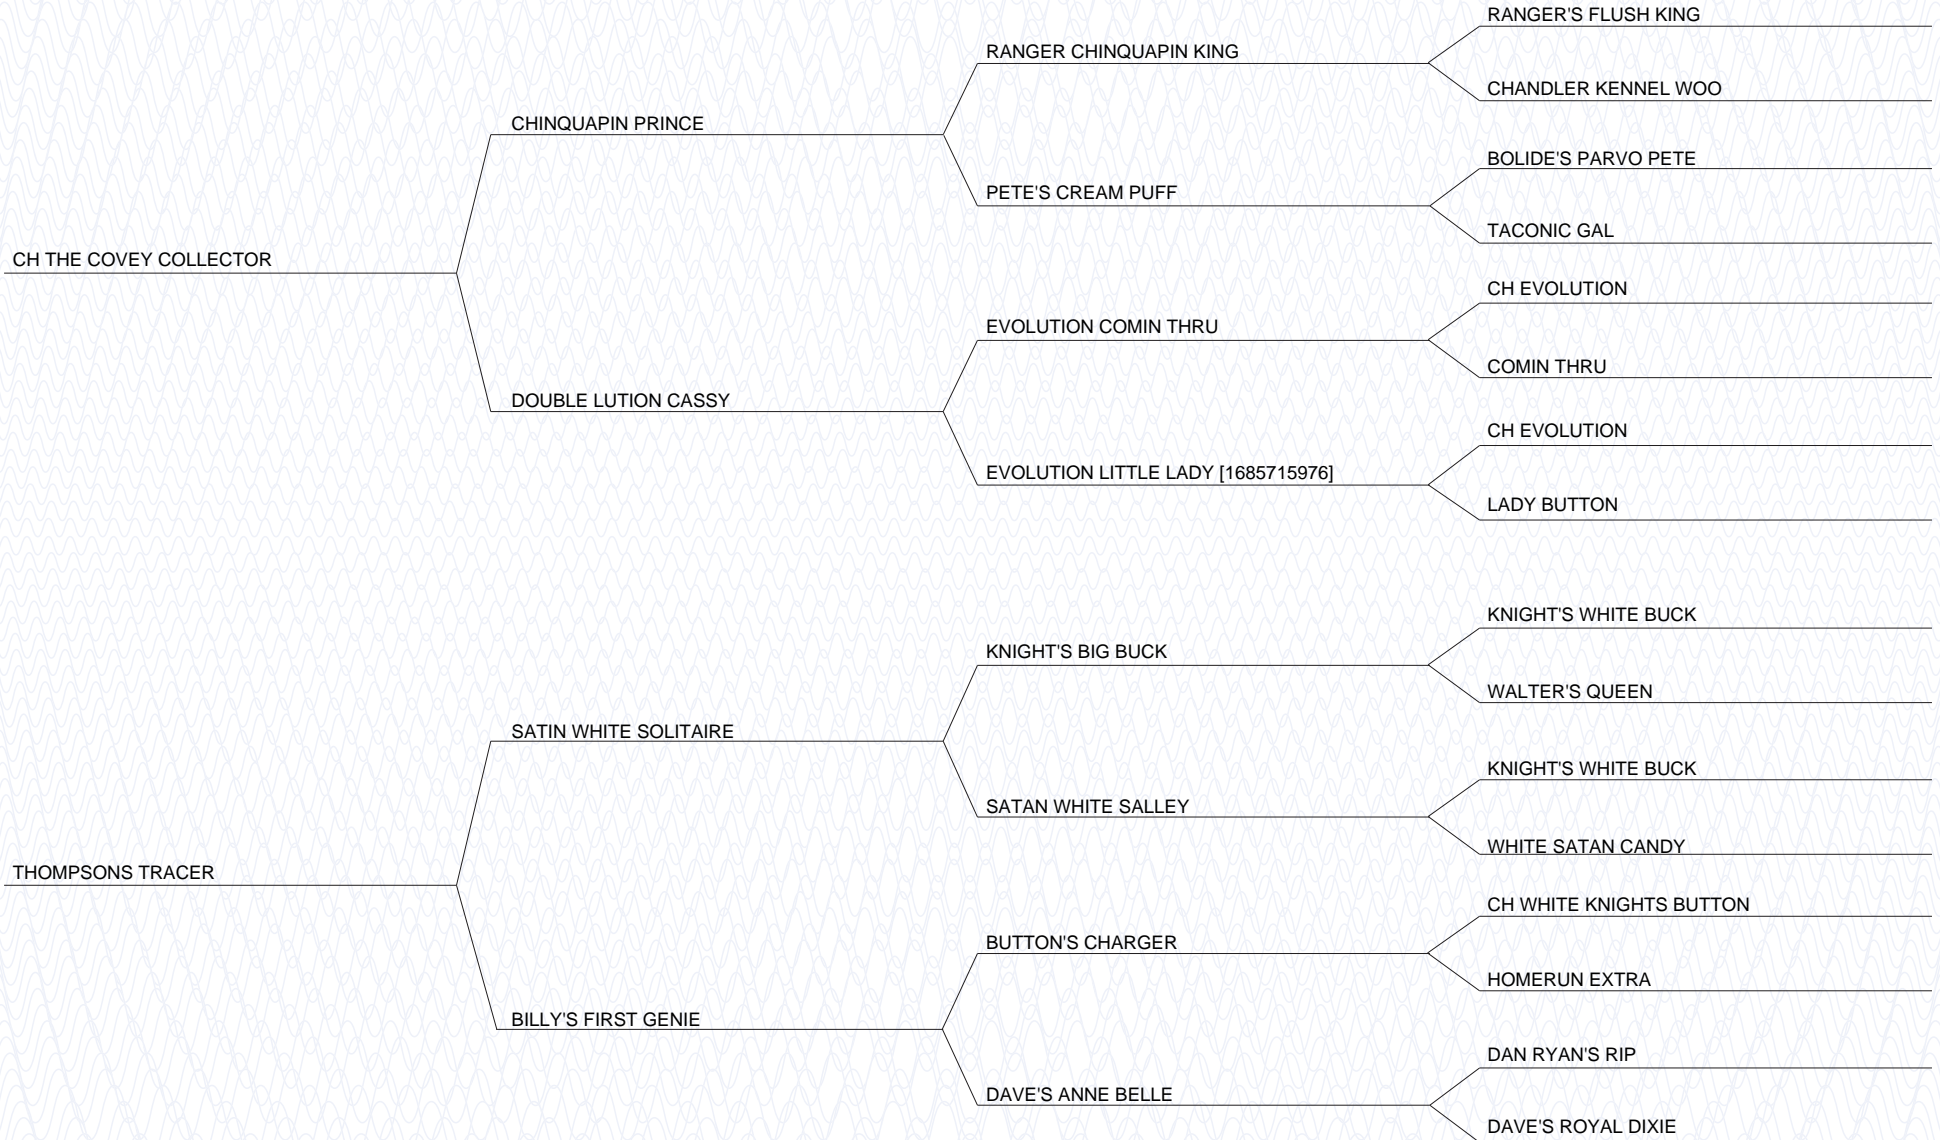 RANGER'S FLUSH KING
RANGER CHINQUAPIN KING
CHANDLER KENNEL WOO
CHINQUAPIN PRINCE
BOLIDE'S PARVO PETE
PETE'S CREAM PUFF
TACONIC GAL
CH THE COVEY COLLECTOR
CH EVOLUTION
EVOLUTION COMIN THRU
COMIN THRU
DOUBLE LUTION CASSY
CH EVOLUTION
EVOLUTION LITTLE LADY [1685715976]
LADY BUTTON
KNIGHT'S WHITE BUCK
KNIGHT'S BIG BUCK
WALTER'S QUEEN
SATIN WHITE SOLITAIRE
KNIGHT'S WHITE BUCK
SATAN WHITE SALLEY
WHITE SATAN CANDY
THOMPSONS TRACER
CH WHITE KNIGHTS BUTTON
BUTTON'S CHARGER
HOMERUN EXTRA
BILLY'S FIRST GENIE
DAN RYAN'S RIP
DAVE'S ANNE BELLE
DAVE'S ROYAL DIXIE